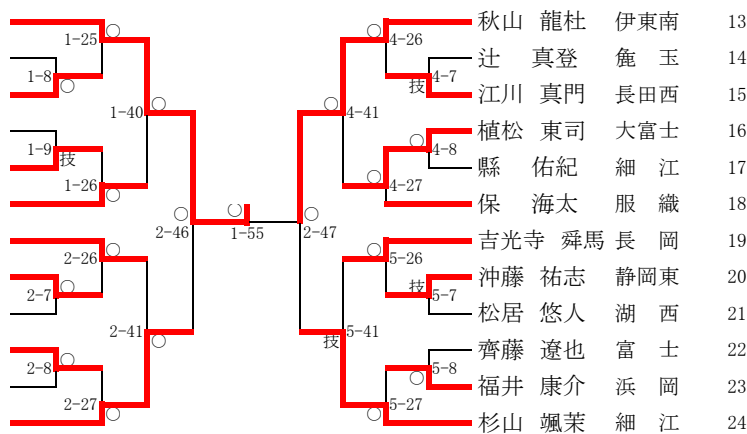 秋山 龍杜 伊東南 13
1-25 ○ ○ 4-26
辻 真登 麁 玉 14
1-8 ○ 技 4-7
江川 真門 長田西 15
1-40 ○ ○ 4-41
植松 東司 大富士 16
1-9 技 ○ 4-8
縣 佑紀 細 江 17
1-26 ○ ○ 4-27
保 海太 服 織 18
2-46 ○ ○ 1-55 ○ 2-47
吉光寺 舜馬 長 岡 19
2-26 ○ ○ 5-26
沖藤 祐志 静岡東 20
2-7 ○ 技 5-7
松居 悠人 湖 西 21
2-41 ○ 技 5-41
齊藤 遼也 富 士 22
2-8 ○ ○ 5-8
福井 康介 浜 岡 23
2-27 ○ ○ 5-27
杉山 颯茉 細 江 24